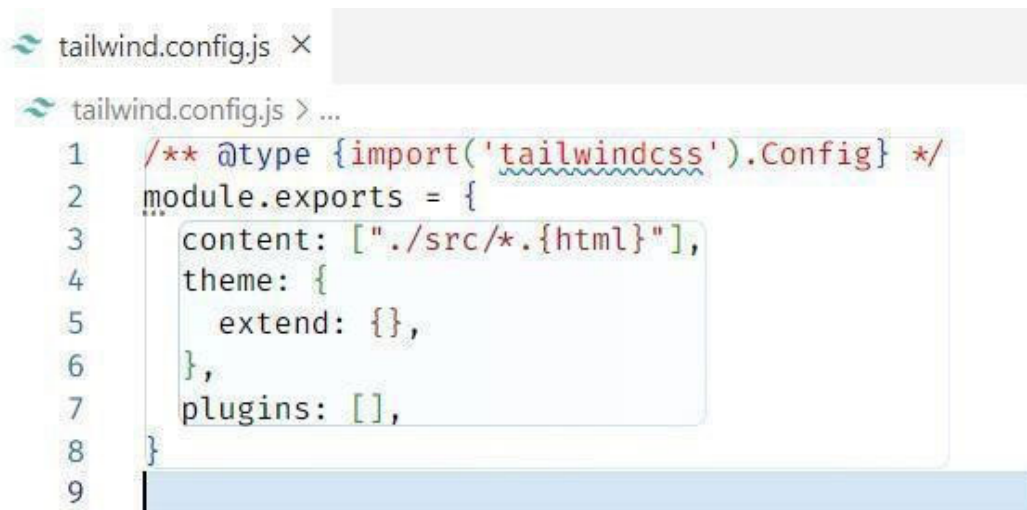 tailwind.config.js ×
tailwind.config.js > ...
1 /** @type {import('tailwindcss').Config} */
2 module.exports = {
3   content: ["./src/*.{html}"],
4   theme: {
5     extend: {},
6   },
7   plugins: [],
8 }
9